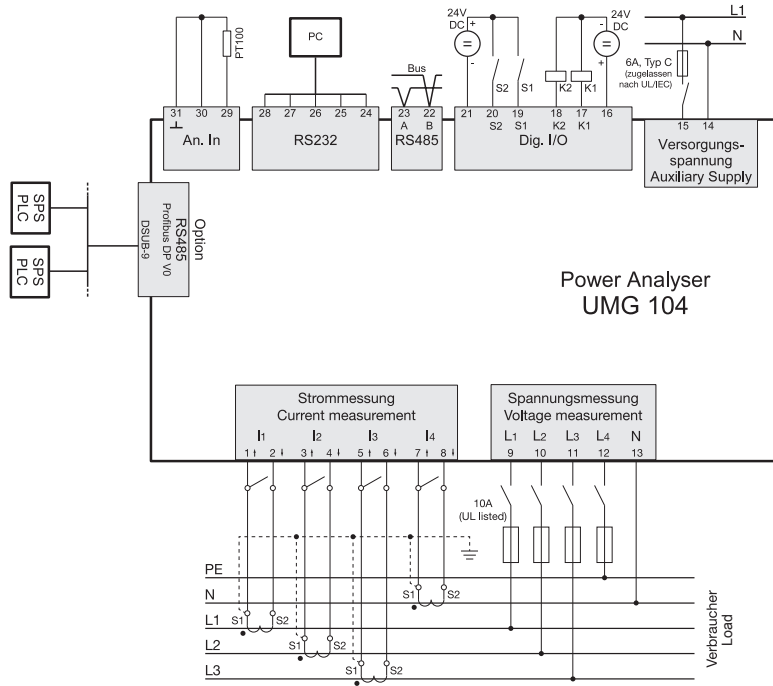 24V
DC
+
-
24V
DC
-
+
L1
N
PT100
PC
Bus
S2
S1
K2
K1
6A, Typ C
(zugelassen
nach UL/IEC)
31 30 29
An. In
28 27 26 25 24
RS232
23 22
A B
RS485
21 20 19 18 17 16
S2 S1 K2 K1
Dig. I/O
15 14
Versorgungs-
spannung
Auxiliary Supply
SPS
PLC
SPS
PLC
Option
RS485
Profibus DP V0
DSUB-9
Power Analyser
UMG 104
Strommessung
Current measurement
I1 I2 I3 I4
1 2 3 4 5 6 7 8
Spannungsmessung
Voltage measurement
L1 L2 L3 L4 N
9 10 11 12 13
10A
(UL listed)
PE
N
L1
L2
L3
S1 S2
S1 S2
S1 S2
S1 S2
Verbraucher
Load